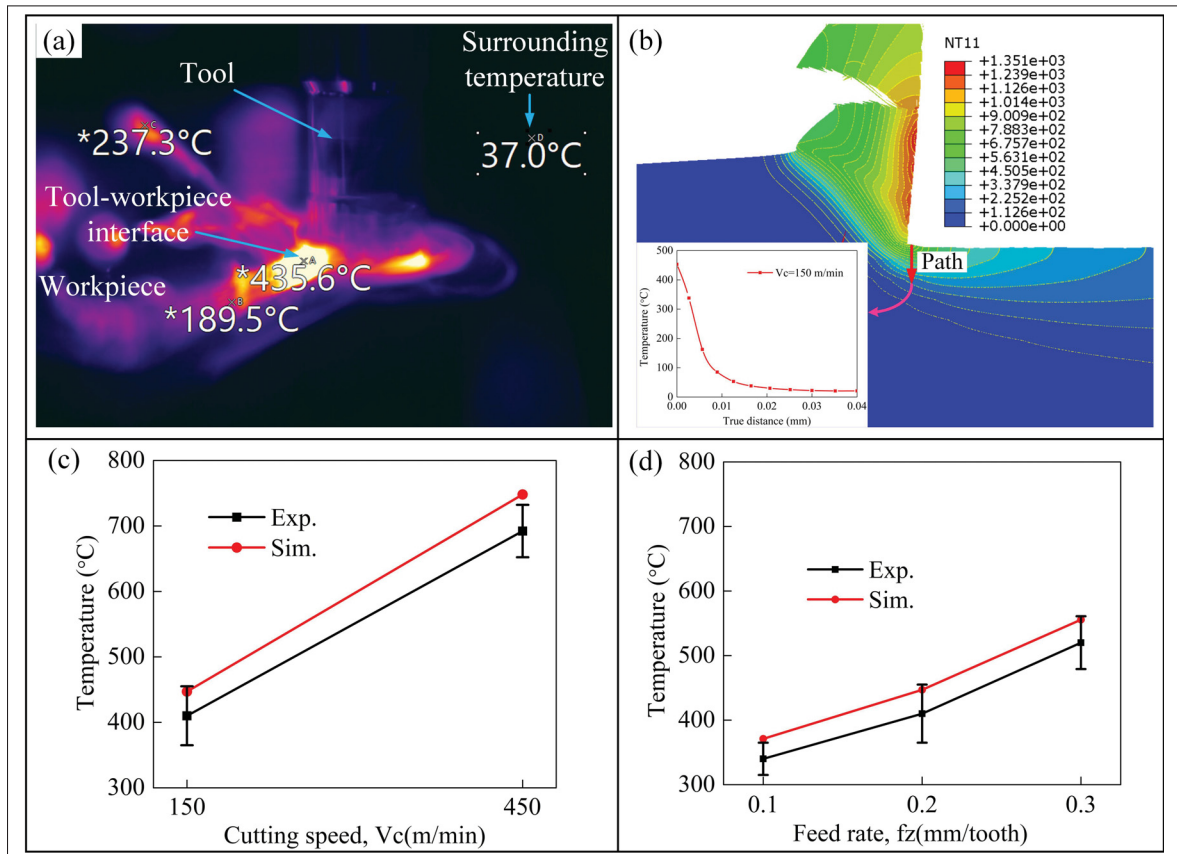 (a)
Tool
Surrounding
temperature
C
*237.3°C
D
37.0°C
Tool-workpiece
interface
A
*435.6°C
Workpiece
B
*189.5°C
(b)
NT11
+1.351e+03
+1.239e+03
+1.126e+03
+1.014e+03
+9.009e+02
+7.883e+02
+6.757e+02
+5.631e+02
+4.505e+02
+3.379e+02
+2.252e+02
+1.126e+02
+0.000e+00
Path
500
400
300
200
100
0
Temperature (°C)
Vc=150 m/min
0.00
0.01
0.02
0.03
0.04
True distance (mm)
(c)
800
700
600
500
400
300
Temperature (°C)
Exp.
Sim.
150
450
Cutting speed, Vc(m/min)
(d)
800
700
600
500
400
300
Temperature (°C)
Exp.
Sim.
0.1
0.2
0.3
Feed rate, fz(mm/tooth)